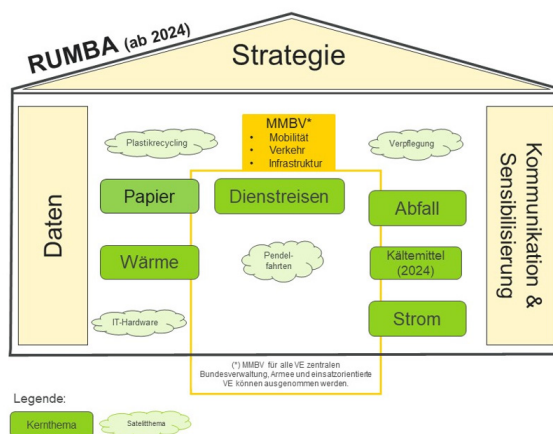 RUMBA (ab 2024)
Strategie
Daten
Plastikrecycling
MMBV*
• Mobilität
• Verkehr
• Infrastruktur
Verpflegung
Kommunikation &
Sensibilisierung
Papier
Dienstreisen
Abfall
Wärme
Pendel-
fahrten
Kältemittel
(2024)
IT-Hardware
Strom
(*) MMBV für alle VE zentralen
Bundesverwaltung, Armee und einsatzorientierte
VE können ausgenommen werden.
Legende:
Kernthema
Satelitthema